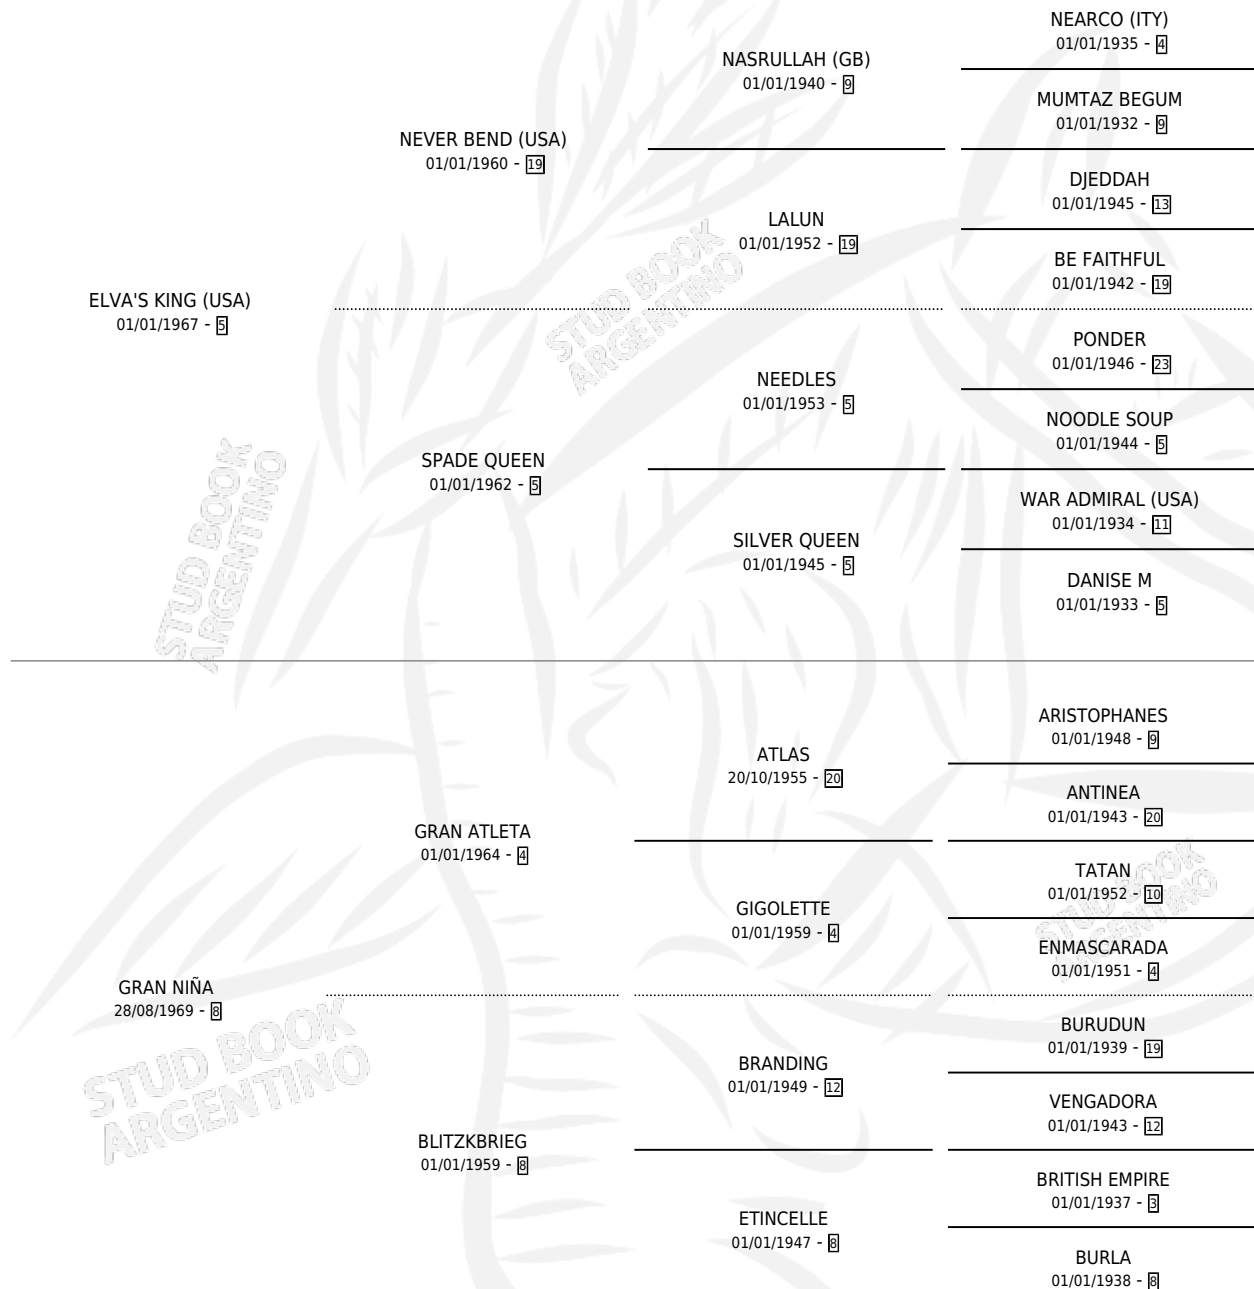 NEARCO (ITY)
01/01/1935 - 4
NASRULLAH (GB)
01/01/1940 - 9
MUMTAZ BEGUM
01/01/1932 - 9
NEVER BEND (USA)
01/01/1960 - 19
DJEDDAH
01/01/1945 - 13
LALUN
01/01/1952 - 19
BE FAITHFUL
01/01/1942 - 19
ELVA'S KING (USA)
01/01/1967 - 5
PONDER
01/01/1946 - 23
NEEDLES
01/01/1953 - 5
NOODLE SOUP
01/01/1944 - 5
SPADE QUEEN
01/01/1962 - 5
WAR ADMIRAL (USA)
01/01/1934 - 11
SILVER QUEEN
01/01/1945 - 5
DANISE M
01/01/1933 - 5
ARISTOPHANES
01/01/1948 - 9
ATLAS
20/10/1955 - 20
ANTINEA
01/01/1943 - 20
GRAN ATLETA
01/01/1964 - 4
TATAN
01/01/1952 - 10
GIGOLETTE
01/01/1959 - 4
ENMASCARADA
01/01/1951 - 4
GRAN NIÑA
28/08/1969 - 8
BURUDUN
01/01/1939 - 19
BRANDING
01/01/1949 - 12
VENGADORA
01/01/1943 - 12
BLITZKBRIEG
01/01/1959 - 8
BRITISH EMPIRE
01/01/1937 - 3
ETINCELLE
01/01/1947 - 8
BURLA
01/01/1938 - 8
STUD BOOK
ARGENTINO
STUD BOOK
ARGENTINO
STUD BOOK
ARGENTINO
STUD BOOK
ARGENTINO